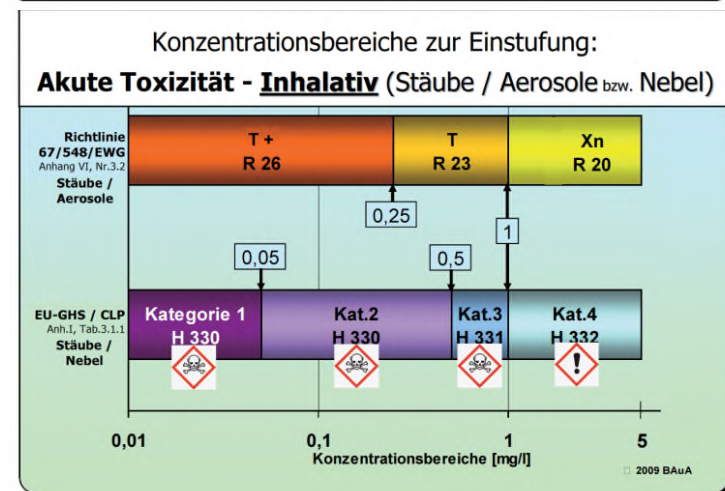 Konzentrationsbereiche zur Einstufung:
Akute Toxizität - Inhalativ (Stäube / Aerosole bzw. Nebel)
Richtlinie
67/548/EWG
Anhang VI, Nr.3.2
Stäube /
Aerosole
T +
R 26
T
R 23
Xn
R 20
0,25
1
0,05
0,5
EU-GHS / CLP
Anh.I, Tab.3.1.1
Stäube /
Nebel
Kategorie 1
H 330
Kat.2
H 330
Kat.3
H 331
Kat.4
H 332
0,01
0,1
1
5
Konzentrationsbereiche [mg/l]
2009 BAuA